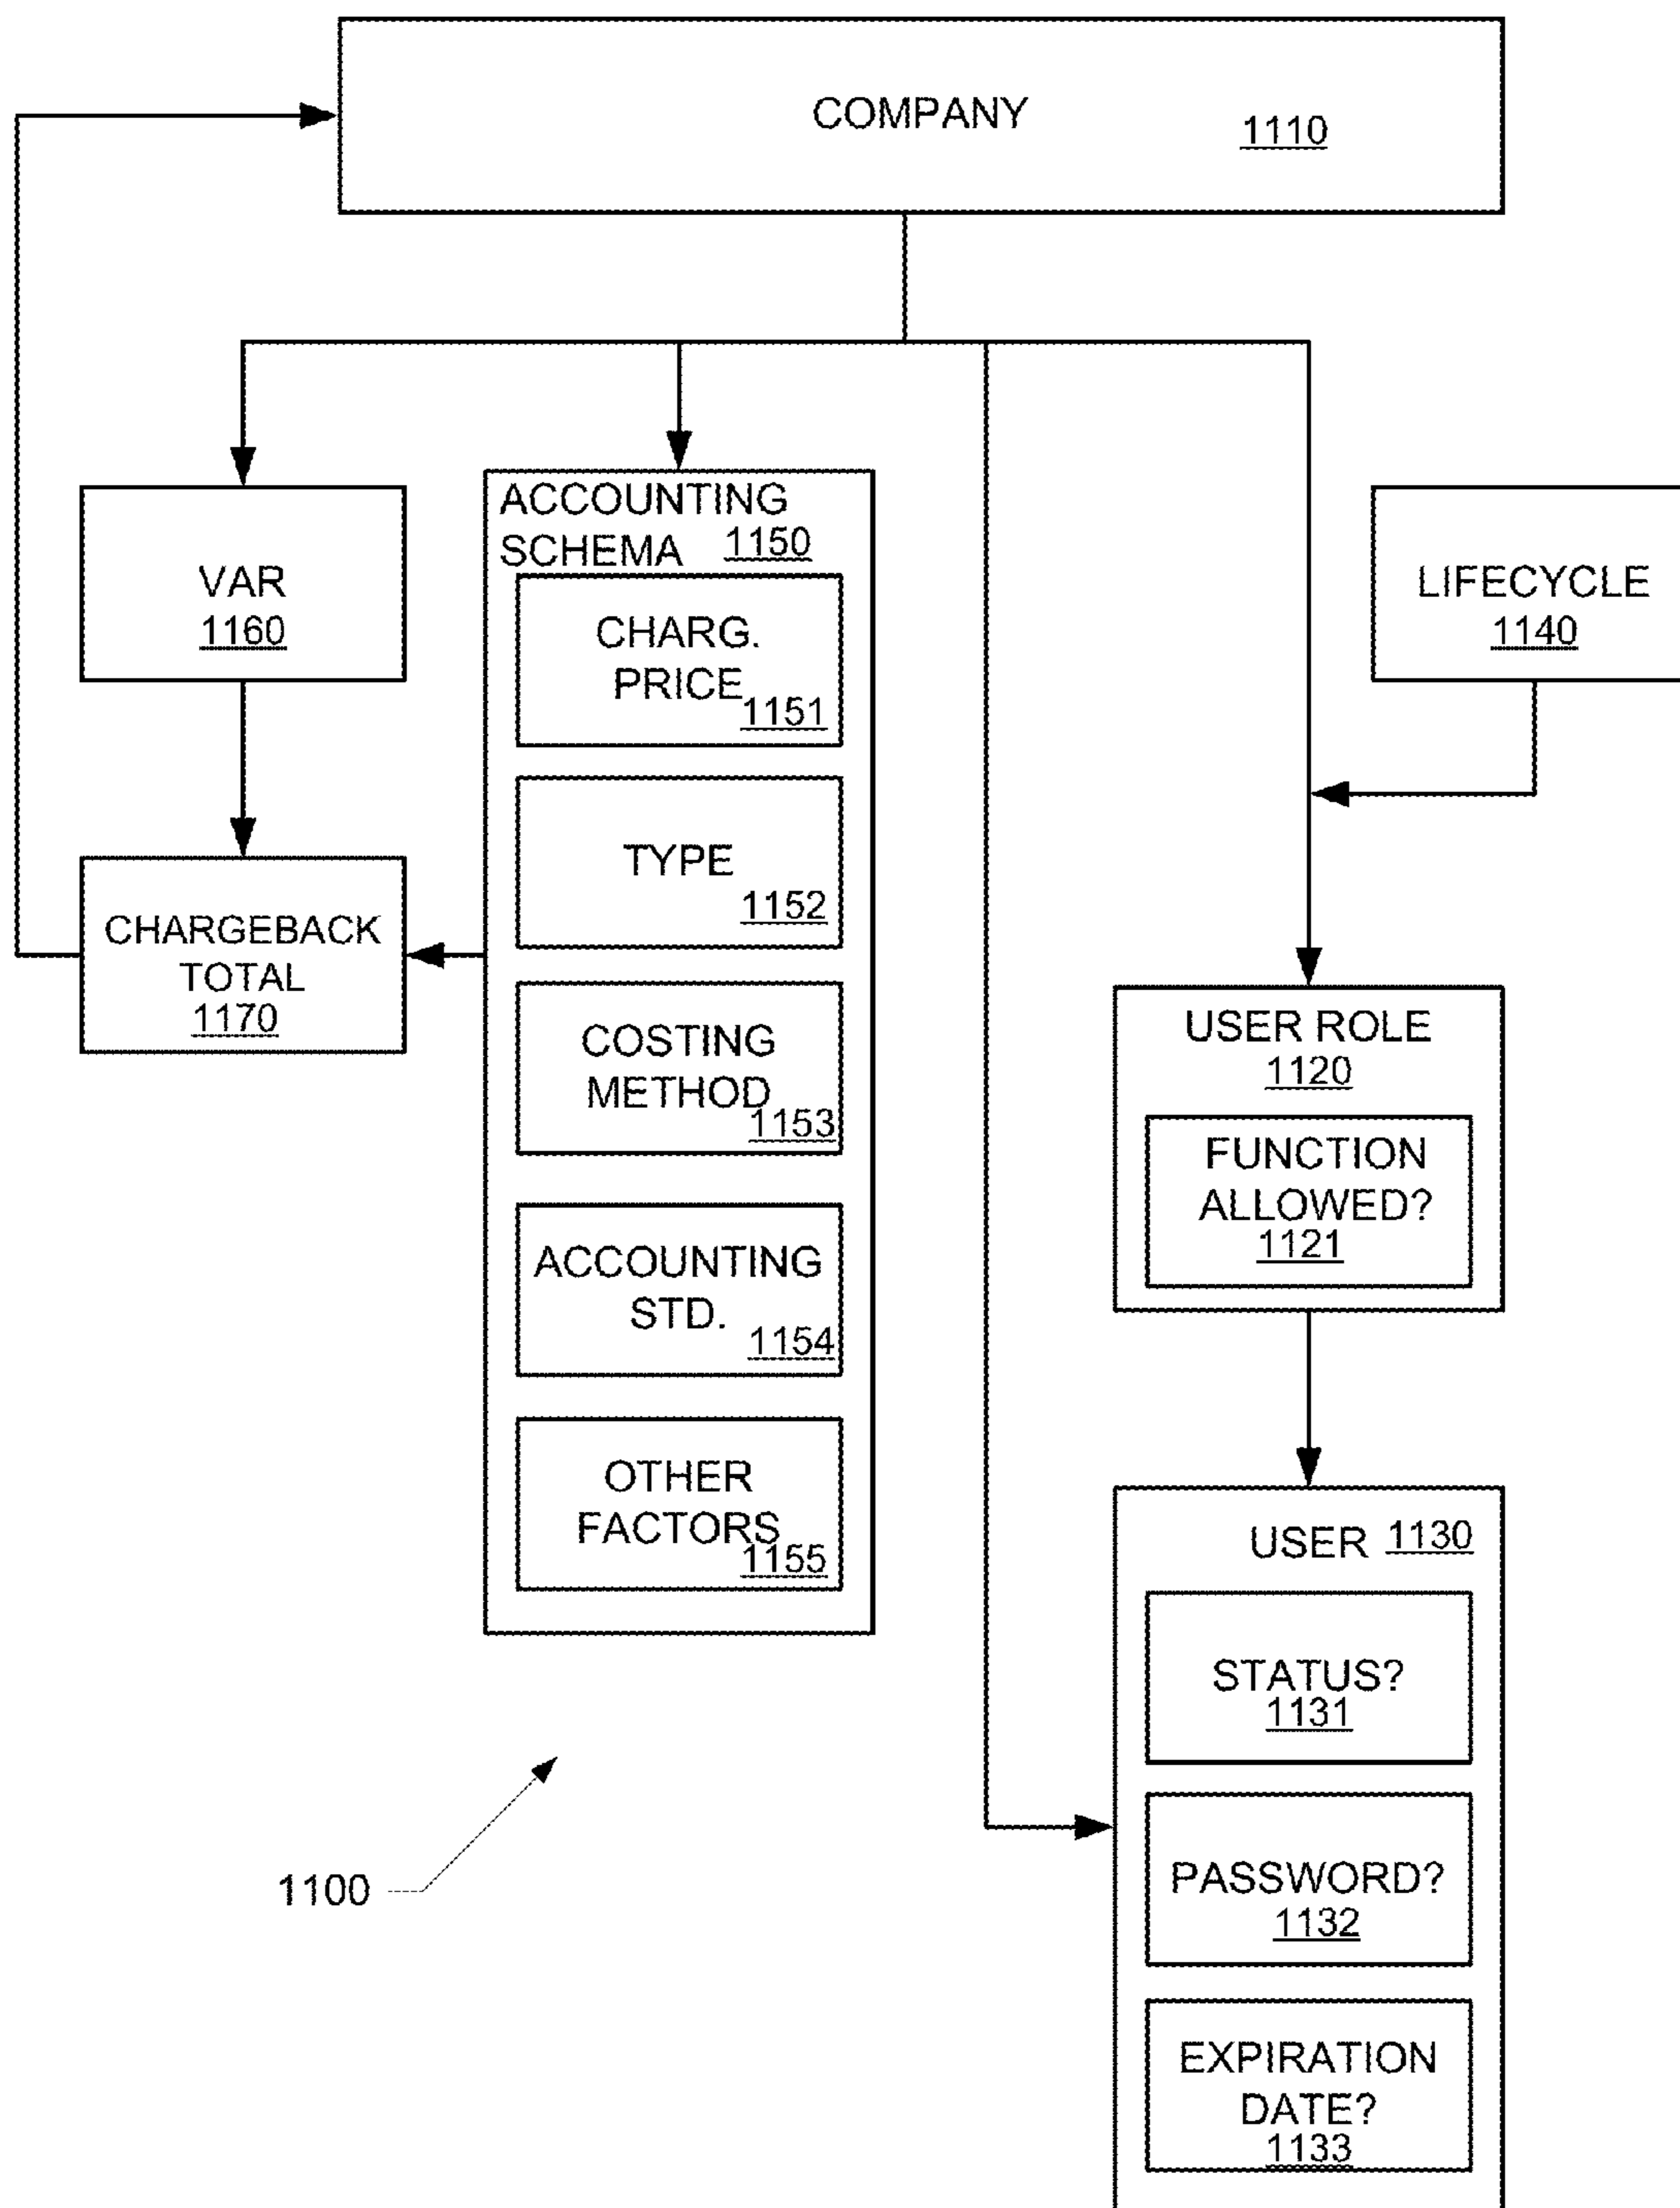 COMPANY
1110
VAR
1160
ACCOUNTING
SCHEMA 1150
CHARG.
PRICE
1151
TYPE
1152
COSTING
METHOD
1153
ACCOUNTING
STD.
1154
OTHER
FACTORS
1155
CHARGEBACK
TOTAL
1170
LIFECYCLE
1140
USER ROLE
1120
FUNCTION
ALLOWED?
1121
USER 1130
STATUS?
1131
PASSWORD?
1132
EXPIRATION
DATE?
1133
1100